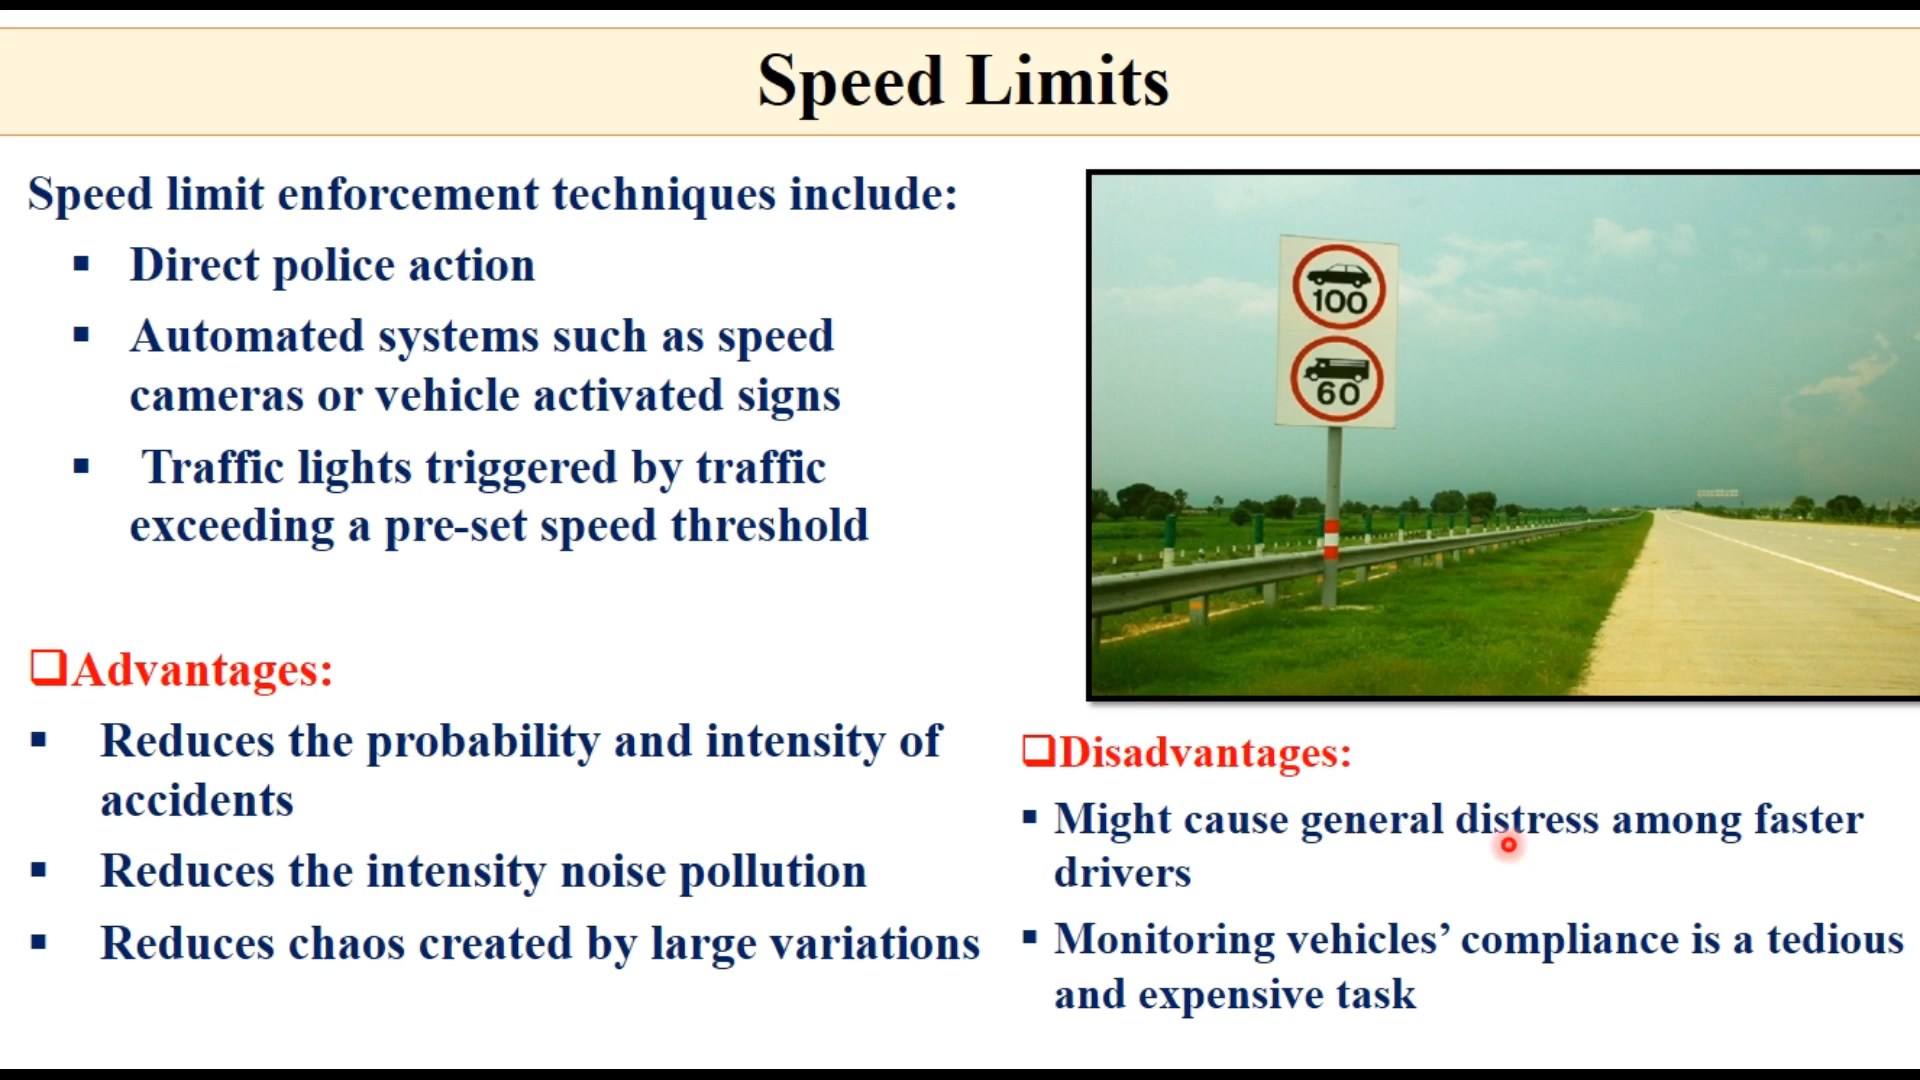 Speed Limits
Speed limit enforcement techniques include:
▪ Direct police action
▪ Automated systems such as speed
cameras or vehicle activated signs
▪ Traffic lights triggered by traffic
exceeding a pre-set speed threshold
100
60
❑Advantages:
▪ Reduces the probability and intensity of
accidents
▪ Reduces the intensity noise pollution
▪ Reduces chaos created by large variations
❑Disadvantages:
▪ Might cause general distress among faster
drivers
▪ Monitoring vehicles’ compliance is a tedious
and expensive task